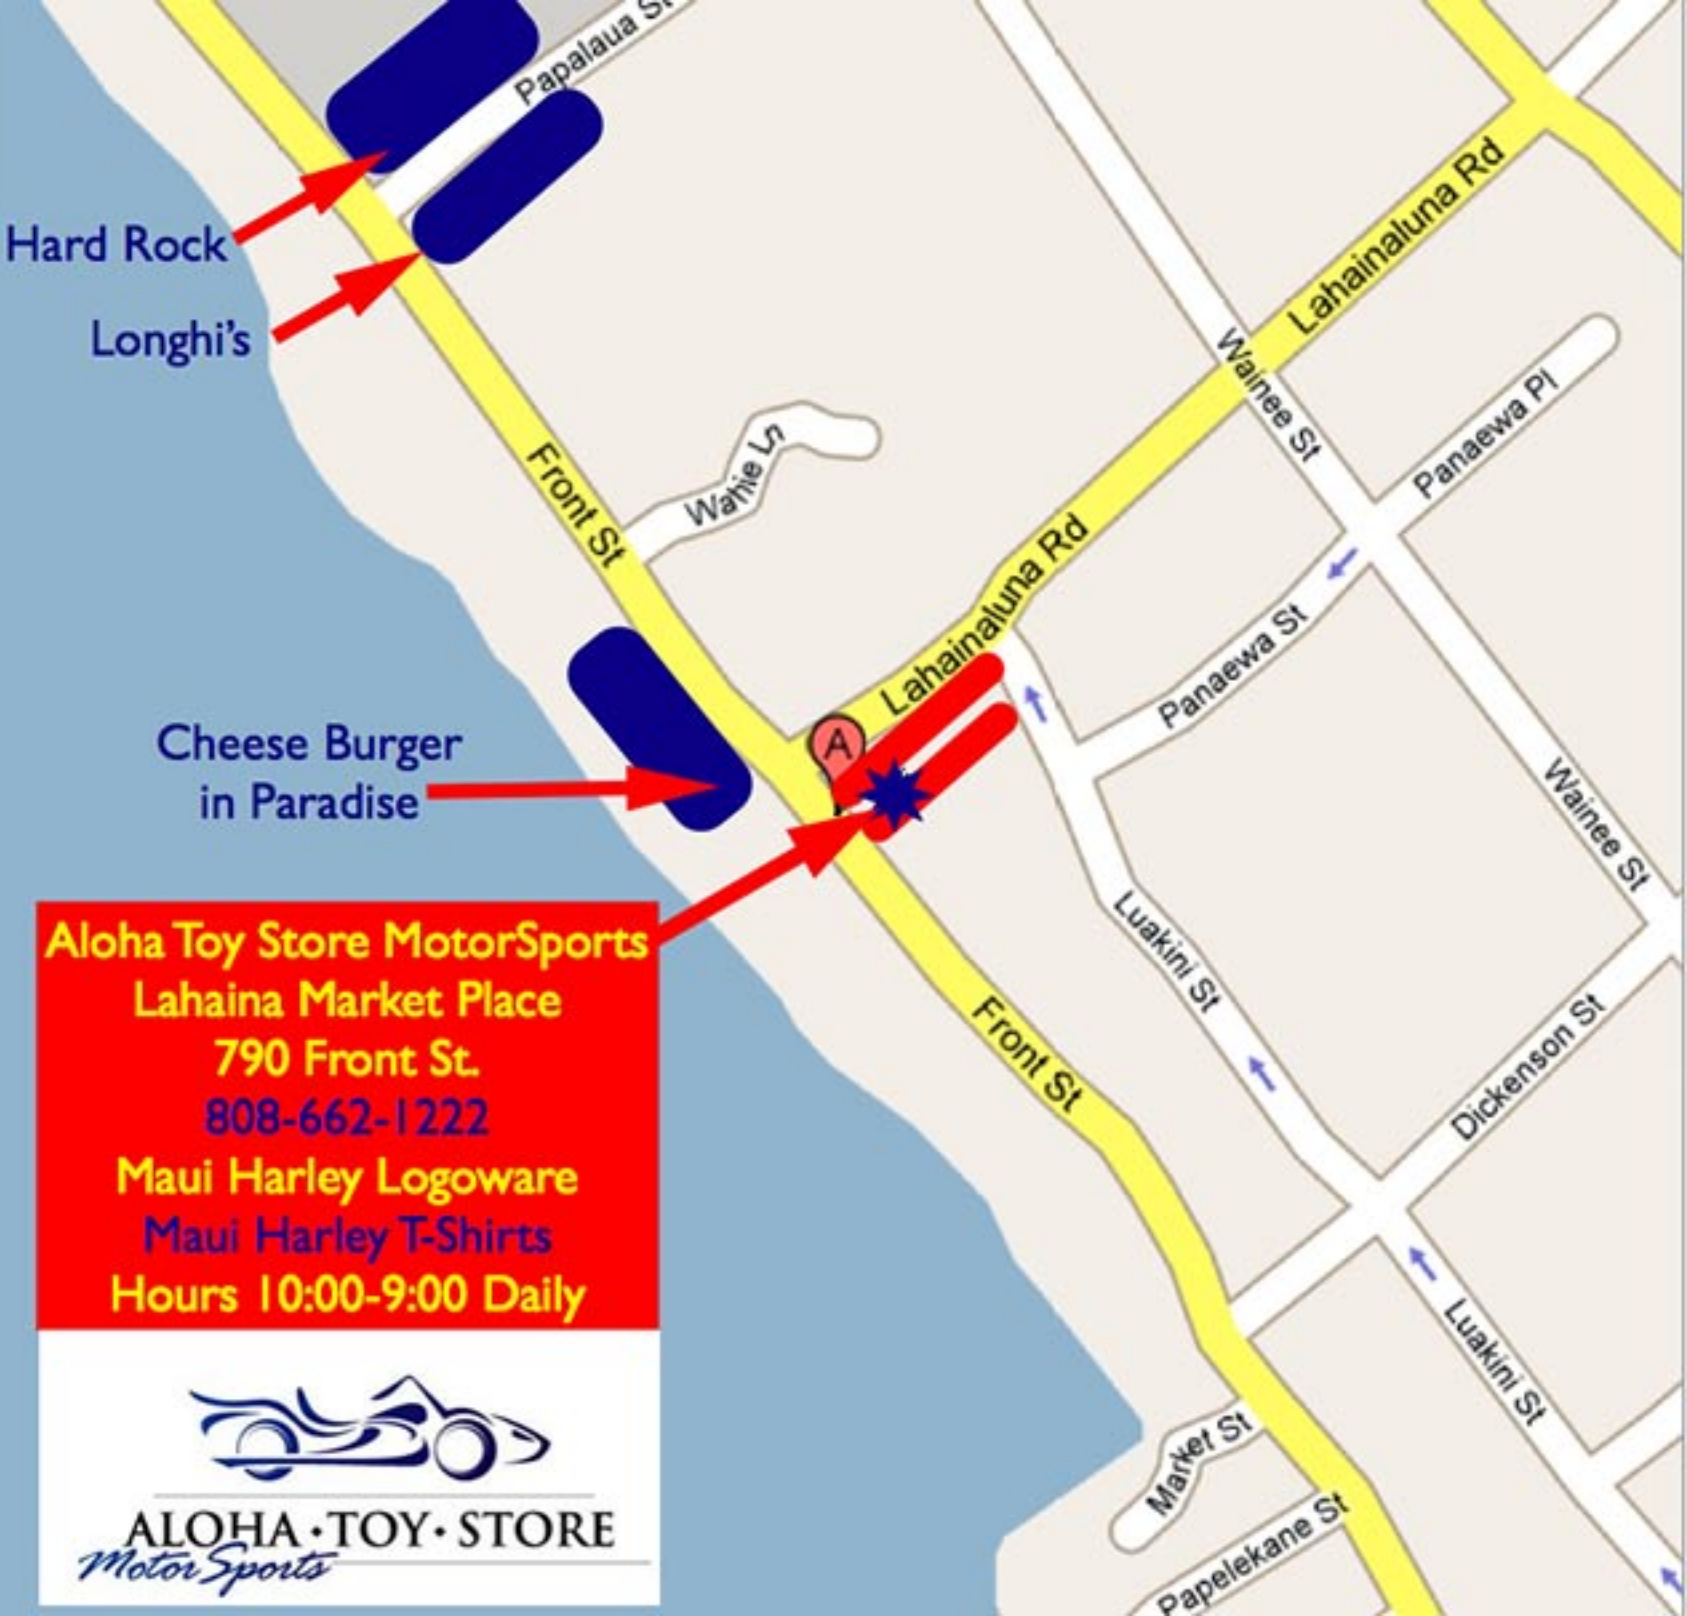 Papalaua St
Hard Rock
Longhi's
Lahainaluna Rd
Wainee St
Panaewa Pl
Front St
Wahie Ln
Lahainaluna Rd
Panaewa St
A
Cheese Burger
in Paradise
Wainee St
Luakini St
Front St
Dickenson St
Aloha Toy Store MotorSports
Lahaina Market Place
790 Front St.
808-662-1222
Maui Harley Logoware
Maui Harley T-Shirts
Hours 10:00-9:00 Daily
Luakini St
Market St
Papelekane St
ALOHA · TOY · STORE
MotorSports